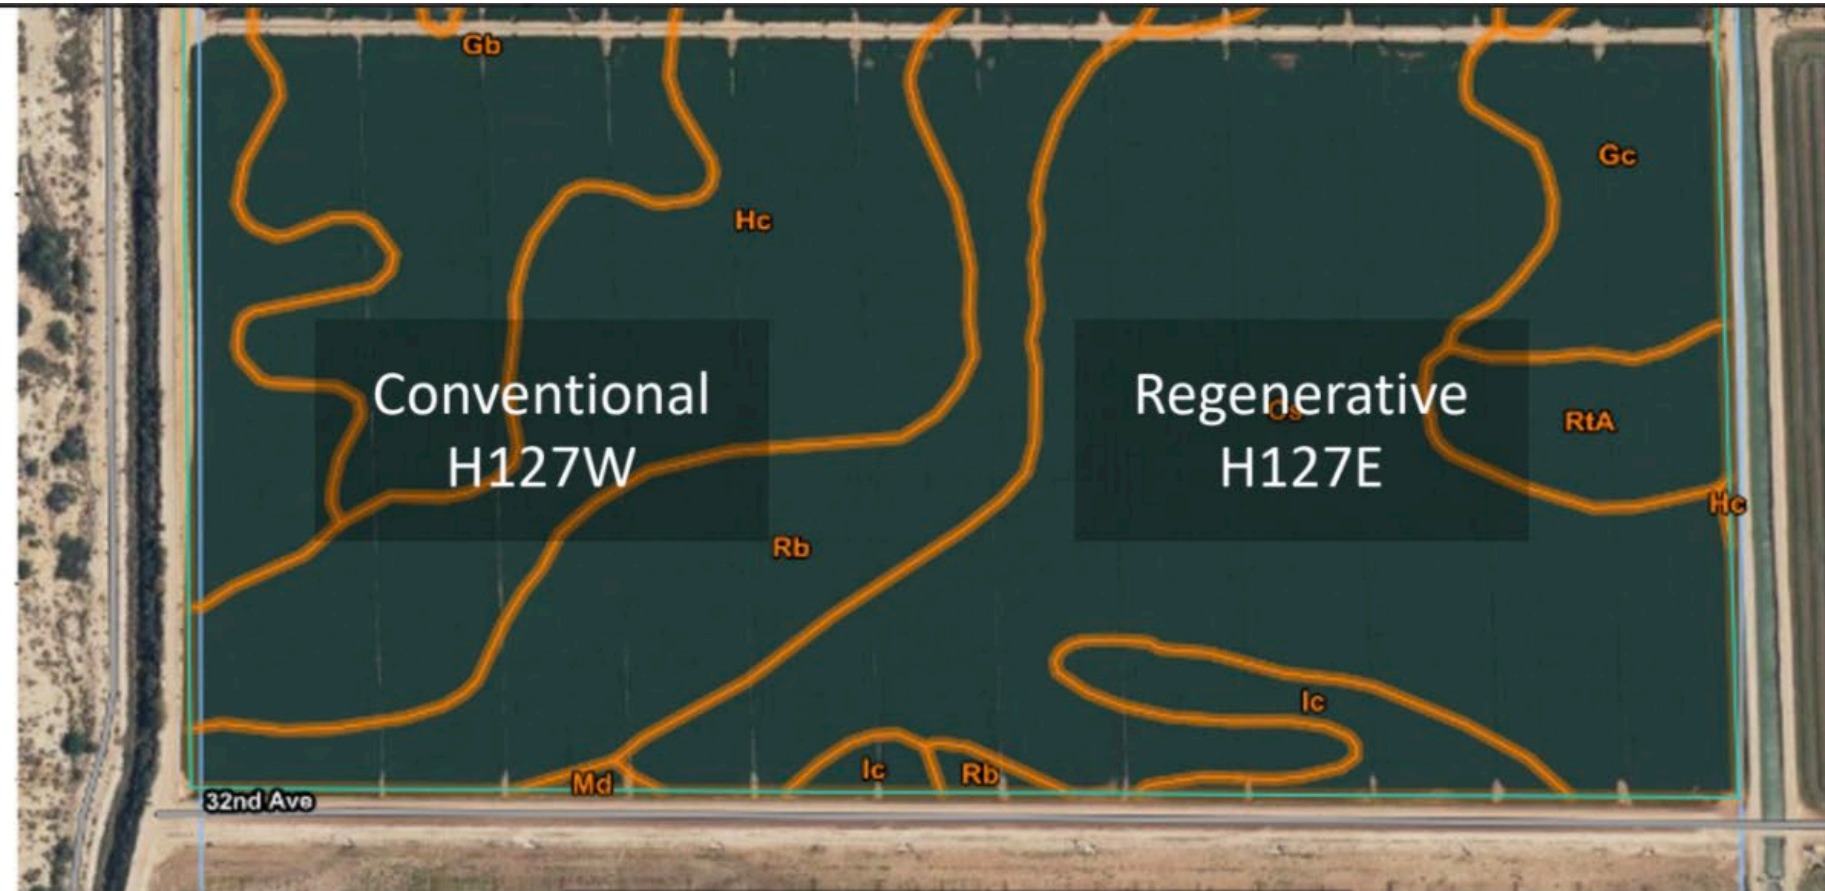 Gb
Gc
Hc
Conventional
H127W
Regenerative
H127E
RtA
Hc
Rb
Ic
Md
Ic
Rb
32nd Ave